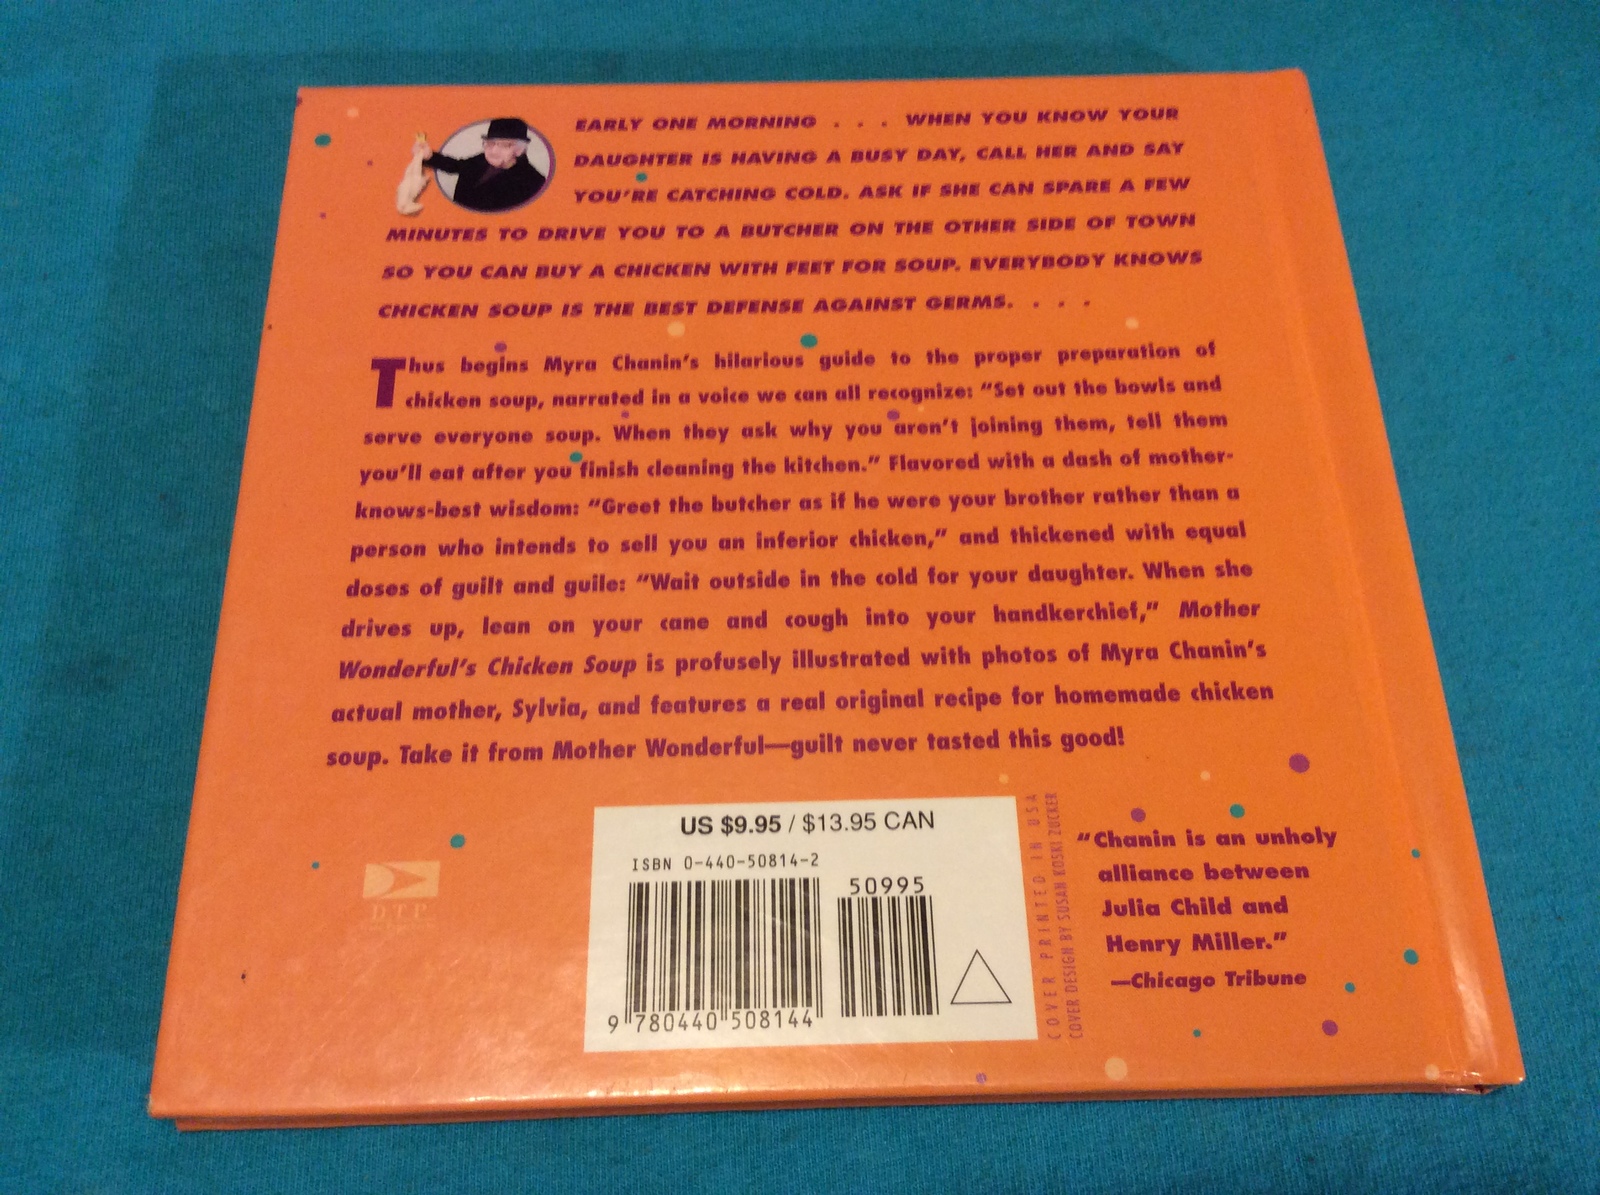 EARLY ONE MORNING . . . WHEN YOU KNOW YOUR
DAUGHTER IS HAVING A BUSY DAY, CALL HER AND SAY
YOU'RE CATCHING COLD. ASK IF SHE CAN SPARE A FEW
MINUTES TO DRIVE YOU TO A BUTCHER ON THE OTHER SIDE OF TOWN
SO YOU CAN BUY A CHICKEN WITH FEET FOR SOUP. EVERYBODY KNOWS
CHICKEN SOUP IS THE BEST DEFENSE AGAINST GERMS. . . .
Thus begins Myra Chanin's hilarious guide to the proper preparation of
chicken soup, narrated in a voice we can all recognize: "Set out the bowls and
serve everyone soup. When they ask why you aren't joining them, tell them
you'll eat after you finish cleaning the kitchen." Flavored with a dash of mother-
knows-best wisdom: "Greet the butcher as if he were your brother rather than a
person who intends to sell you an inferior chicken," and thickened with equal
doses of guilt and guile: "Wait outside in the cold for your daughter. When she
drives up, lean on your cane and cough into your handkerchief," Mother
Wonderful's Chicken Soup is profusely illustrated with photos of Myra Chanin's
actual mother, Sylvia, and features a real original recipe for homemade chicken
soup. Take it from Mother Wonderful—guilt never tasted this good!
DTP
US $9.95 / $13.95 CAN
ISBN 0-440-50814-2
50995
9 780440 508144
COVER PRINTED IN USA
COVER DESIGN BY SUSAN KOSKI ZUCKER
"Chanin is an unholy
alliance between
Julia Child and
Henry Miller."
—Chicago Tribune